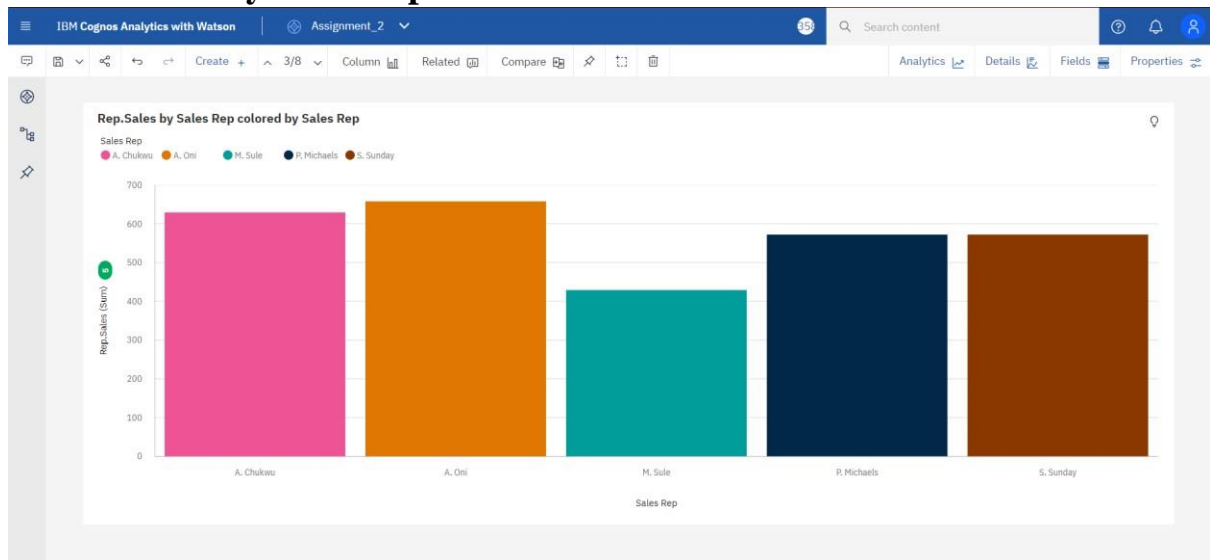 IBM Cognos Analytics with Watson Assignment_2 Search content
Create + 3/8 Column Related Compare Analytics Details Fields Properties
Rep.Sales by Sales Rep colored by Sales Rep
Sales Rep
A. Chukwu A. Oni M. Sule P. Michaels S. Sunday
700
600
500
400
300
200
100
0
Rep.Sales (Sum) 5
A. Chukwu A. Oni M. Sule P. Michaels S. Sunday
Sales Rep